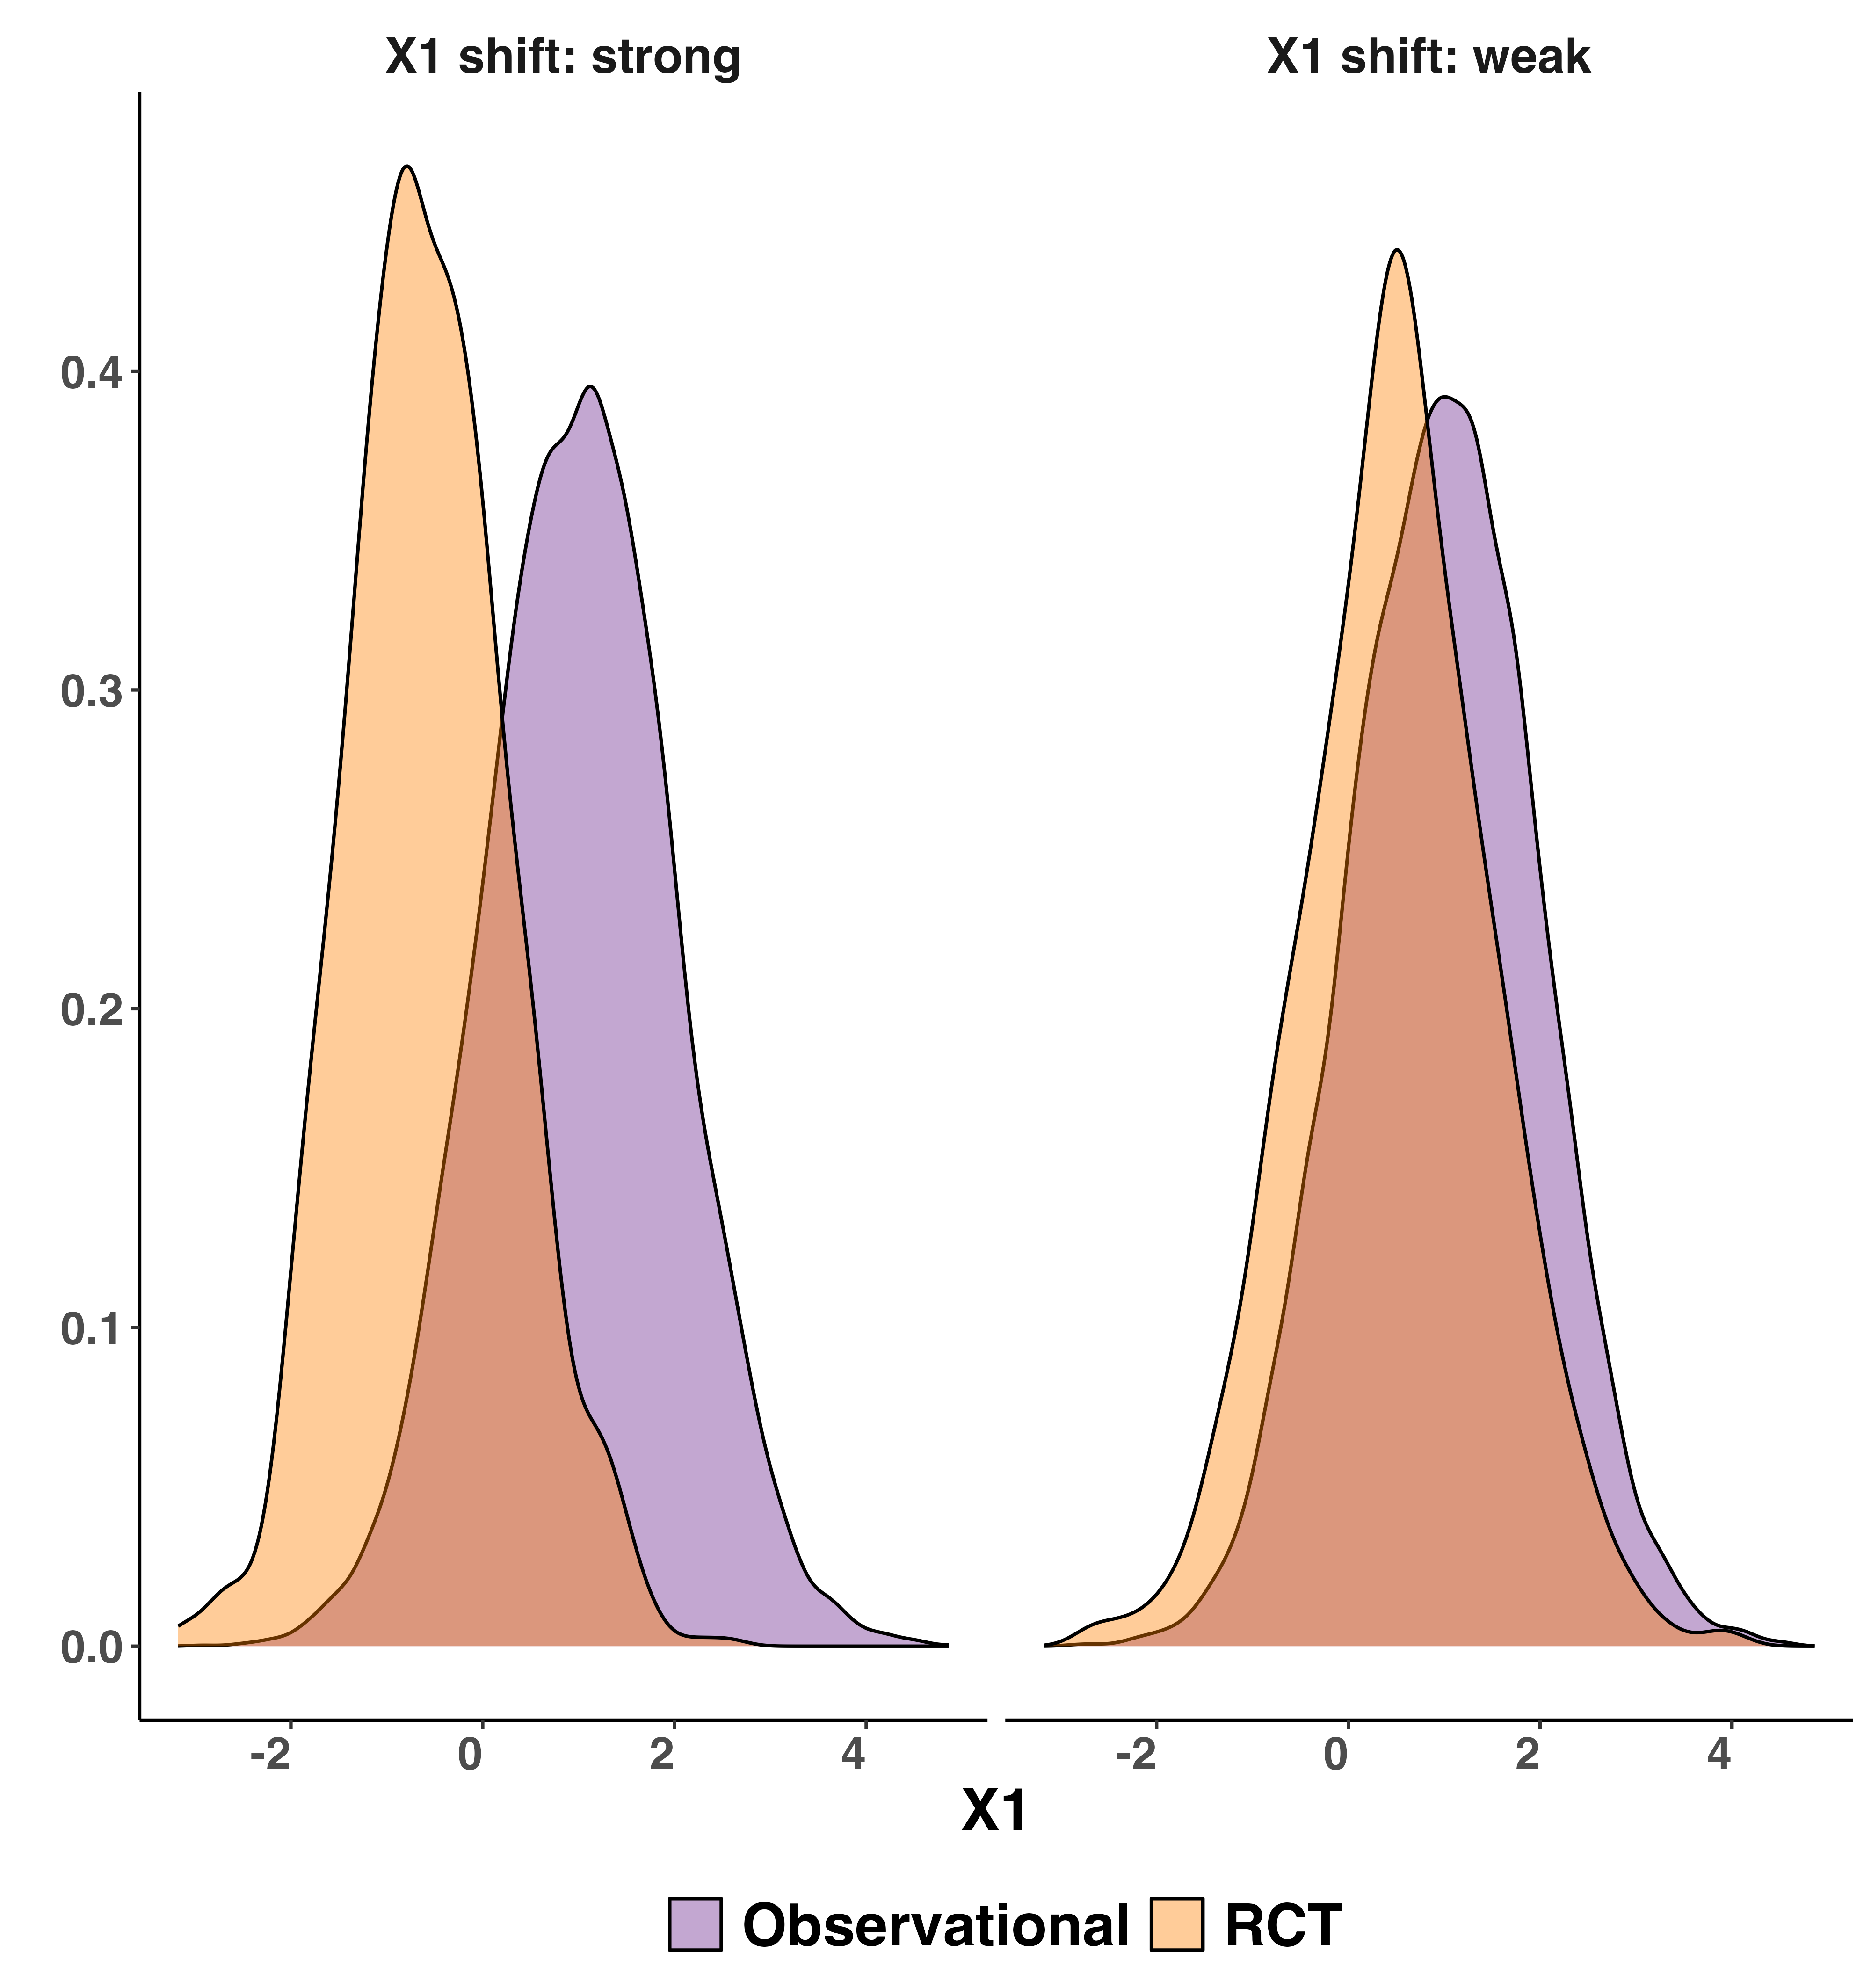 X1 shift: strong
X1 shift: weak
0.4
0.3
0.2
0.1
0.0
-2 0 2 4
-2 0 2 4
X1
Observational RCT